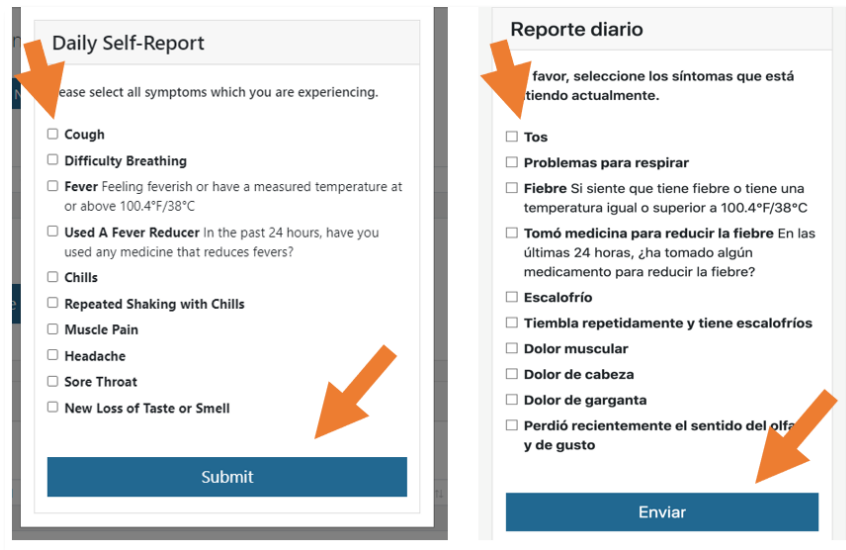 Daily Self-Report
ease select all symptoms which you are experiencing.
Cough
Difficulty Breathing
Fever Feeling feverish or have a measured temperature at
or above 100.4°F/38°C
Used A Fever Reducer In the past 24 hours, have you
used any medicine that reduces fevers?
Chills
Repeated Shaking with Chills
Muscle Pain
Headache
Sore Throat
New Loss of Taste or Smell
Submit
Reporte diario
favor, seleccione los síntomas que está
tiendo actualmente.
Tos
Problemas para respirar
Fiebre Si siente que tiene fiebre o tiene una
temperatura igual o superior a 100.4°F/38°C
Tomó medicina para reducir la fiebre En las
últimas 24 horas, ¿ha tomado algún
medicamento para reducir la fiebre?
Escalofrío
Tiembla repetidamente y tiene escalofríos
Dolor muscular
Dolor de cabeza
Dolor de garganta
Perdió recientemente el sentido del olfa
y de gusto
Enviar